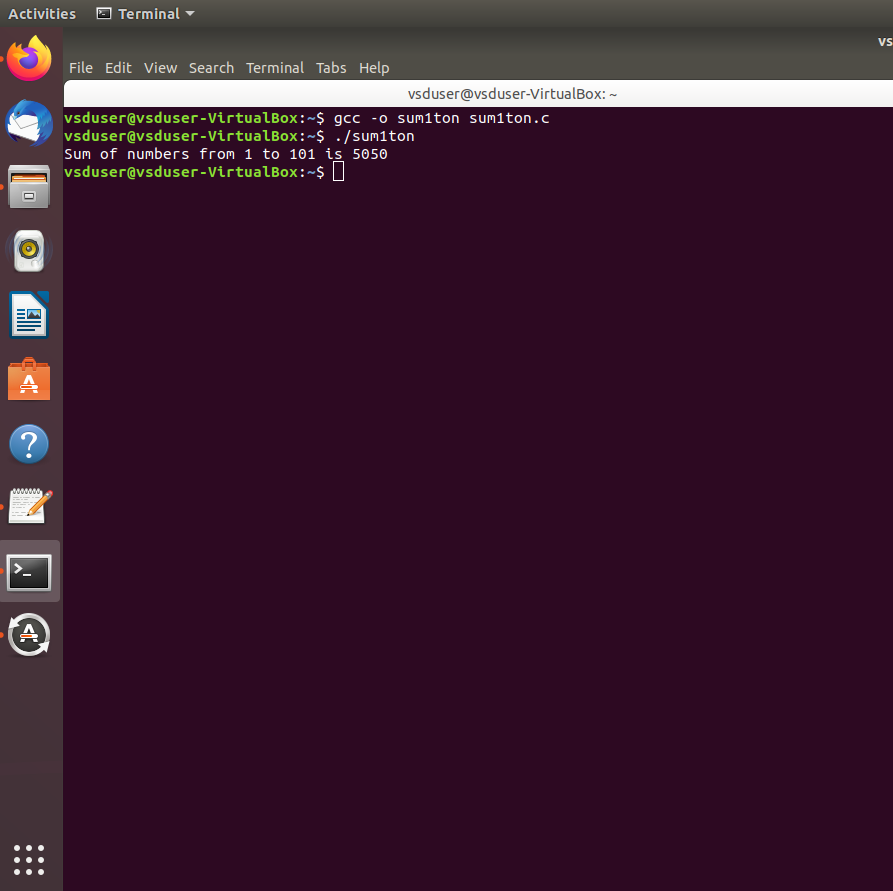 Activities Terminal
vs
File Edit View Search Terminal Tabs Help
vsduser@vsduser-VirtualBox: ~
vsduser@vsduser-VirtualBox:~$ gcc -o sum1ton sum1ton.c
vsduser@vsduser-VirtualBox:~$ ./sum1ton
Sum of numbers from 1 to 101 is 5050
vsduser@vsduser-VirtualBox:~$